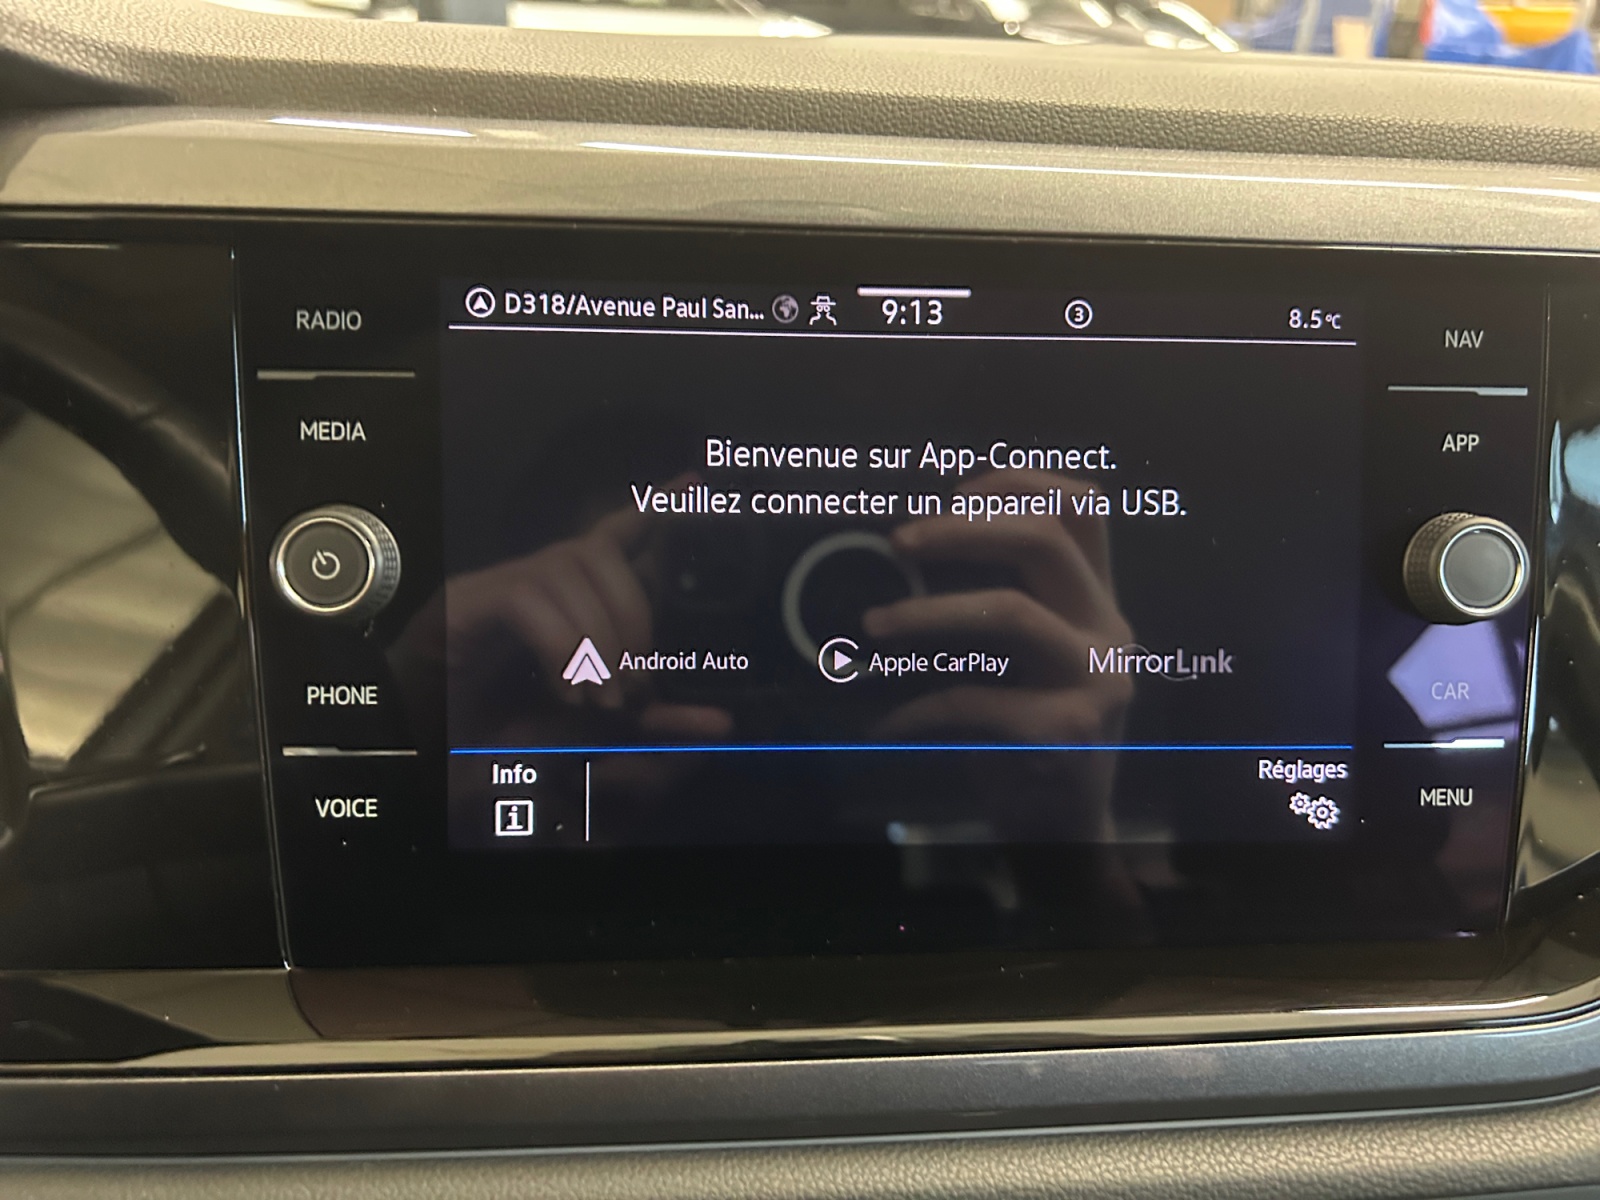 RADIO
MEDIA
PHONE
VOICE
D318/Avenue Paul San... 9:13 3 8.5°C
Bienvenue sur App-Connect.
Veuillez connecter un appareil via USB.
Android Auto Apple CarPlay MirrorLink
Info Réglages
NAV
APP
CAR
MENU